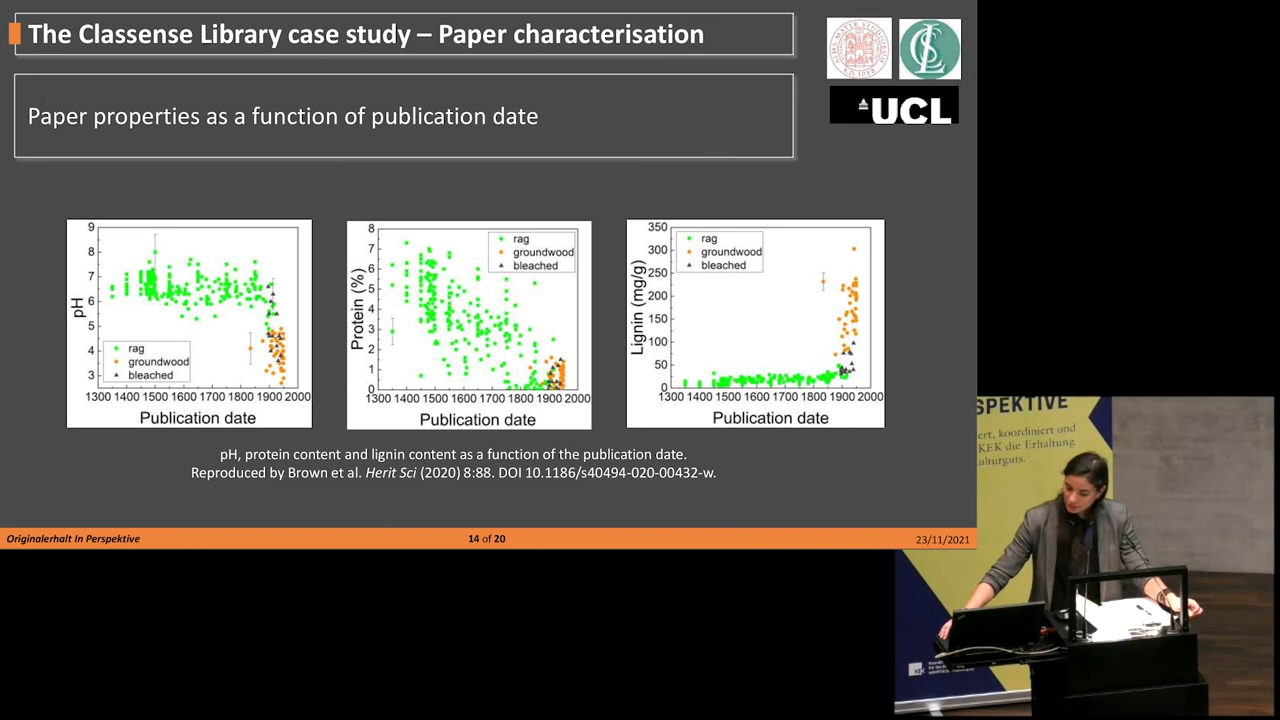 The Classense Library case study – Paper characterisation
Paper properties as a function of publication date
ALMA MATER STUDIORUM
A.D. 1088
UCL
9
8
7
6
5
4
3
pH
rag
groundwood
bleached
1300 1400 1500 1600 1700 1800 1900 2000
Publication date
8
7
6
5
4
3
2
1
0
Protein (%)
rag
groundwood
bleached
1300 1400 1500 1600 1700 1800 1900 2000
Publication date
350
300
250
200
150
100
50
0
Lignin (mg/g)
rag
groundwood
bleached
1300 1400 1500 1600 1700 1800 1900 2000
Publication date
pH, protein content and lignin content as a function of the publication date.
Reproduced by Brown et al. Herit Sci (2020) 8:88. DOI 10.1186/s40494-020-00432-w.
Originalerhalt In Perspektive
14 of 20
23/11/2021
SPEKTIVE
ert, koordiniert und
KEK die Erhaltung
ulturguts.